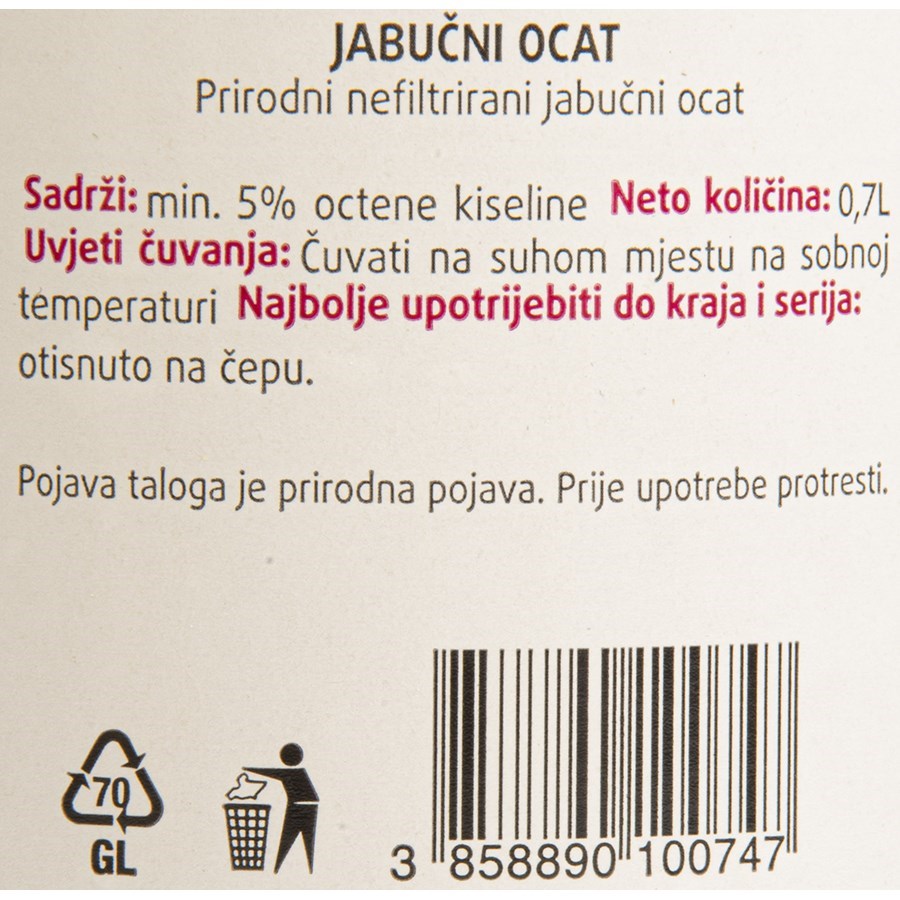 JABUČNI OCAT
Prirodni nefiltrirani jabučni ocat
Sadrži: min. 5% octene kiseline Neto količina: 0,7L
Uvjeti čuvanja: Čuvati na suhom mjestu na sobnoj
temperaturi Najbolje upotrijebiti do kraja i serija:
otisnuto na čepu.
Pojava taloga je prirodna pojava. Prije upotrebe protresti.
70
GL
3 858890 100747